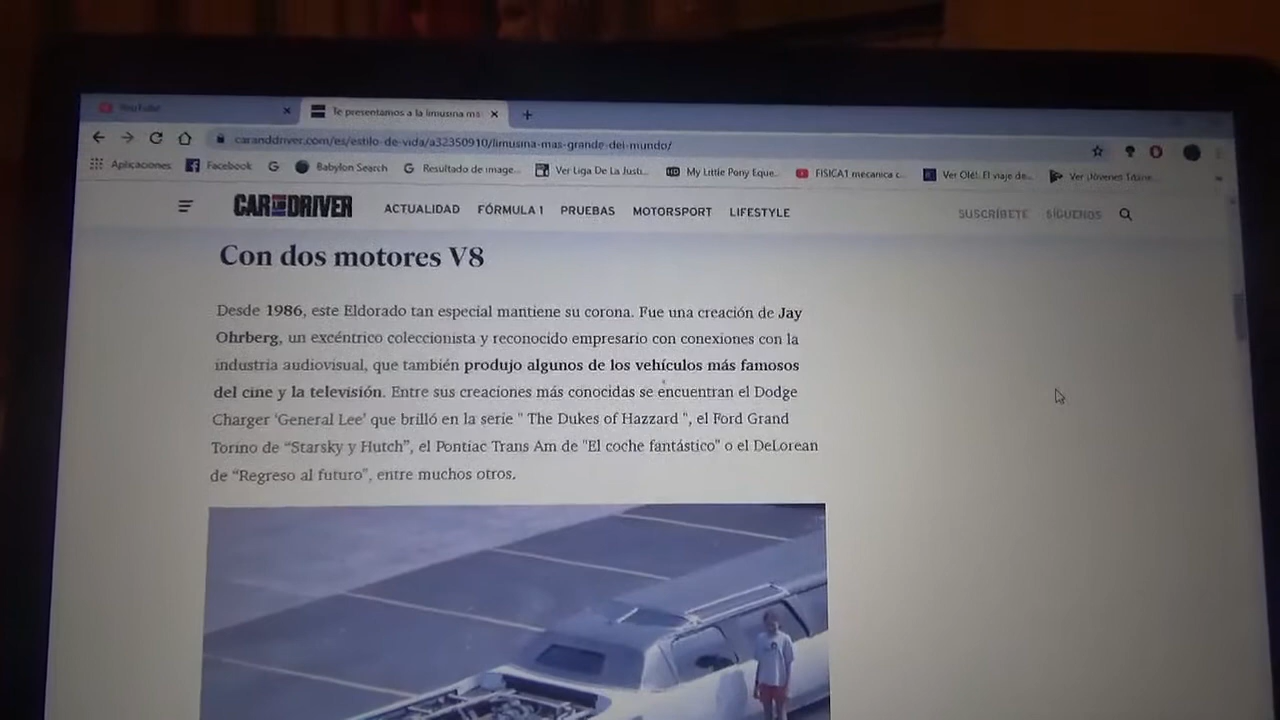 YouTube
Te presentamos a la limusina ma
caranddriver.com/es/estilo-de-vida/a32350910/limusina-mas-grande-del-mundo/
Aplicaciones Facebook Babylon Search Resultado de image... Ver Liga De La Justi... My Little Pony Eque... FISICA1 mecanica c... Ver Olé!. El viaje de... Ver Jóvenes Titane...
CAR AND DRIVER ACTUALIDAD FÓRMULA 1 PRUEBAS MOTORSPORT LIFESTYLE SUSCRÍBETE SÍGUENOS
Con dos motores V8
Desde 1986, este Eldorado tan especial mantiene su corona. Fue una creación de Jay
Ohrberg, un excéntrico coleccionista y reconocido empresario con conexiones con la
industria audiovisual, que también produjo algunos de los vehículos más famosos
del cine y la televisión. Entre sus creaciones más conocidas se encuentran el Dodge
Charger ‘General Lee’ que brilló en la serie " The Dukes of Hazzard ", el Ford Grand
Torino de “Starsky y Hutch”, el Pontiac Trans Am de "El coche fantástico" o el DeLorean
de “Regreso al futuro”, entre muchos otros.